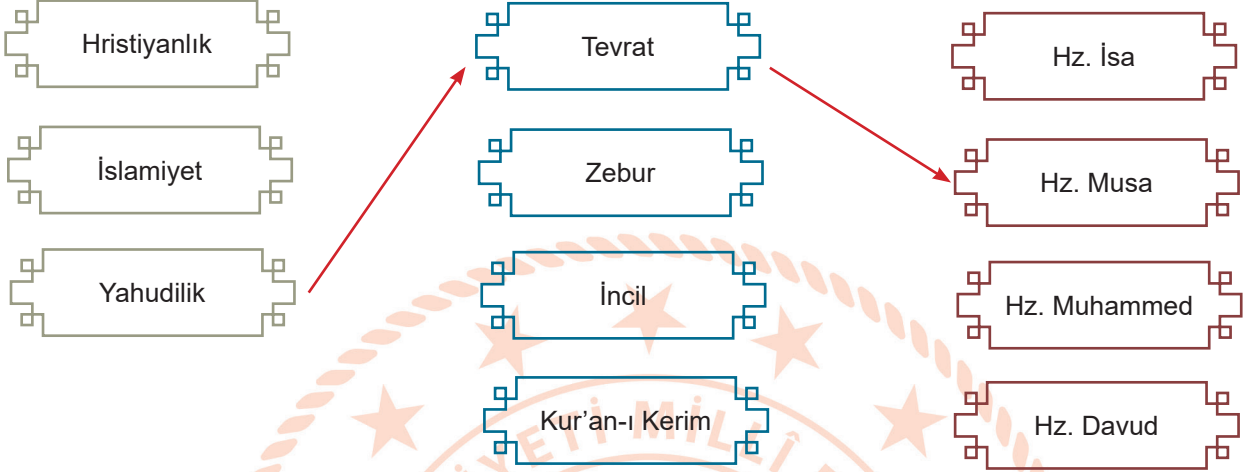 Hristiyanlık
Tevrat
Hz. İsa
İslamiyet
Zebur
Hz. Musa
Yahudilik
İncil
Hz. Muhammed
Kur'an-ı Kerim
Hz. Davud